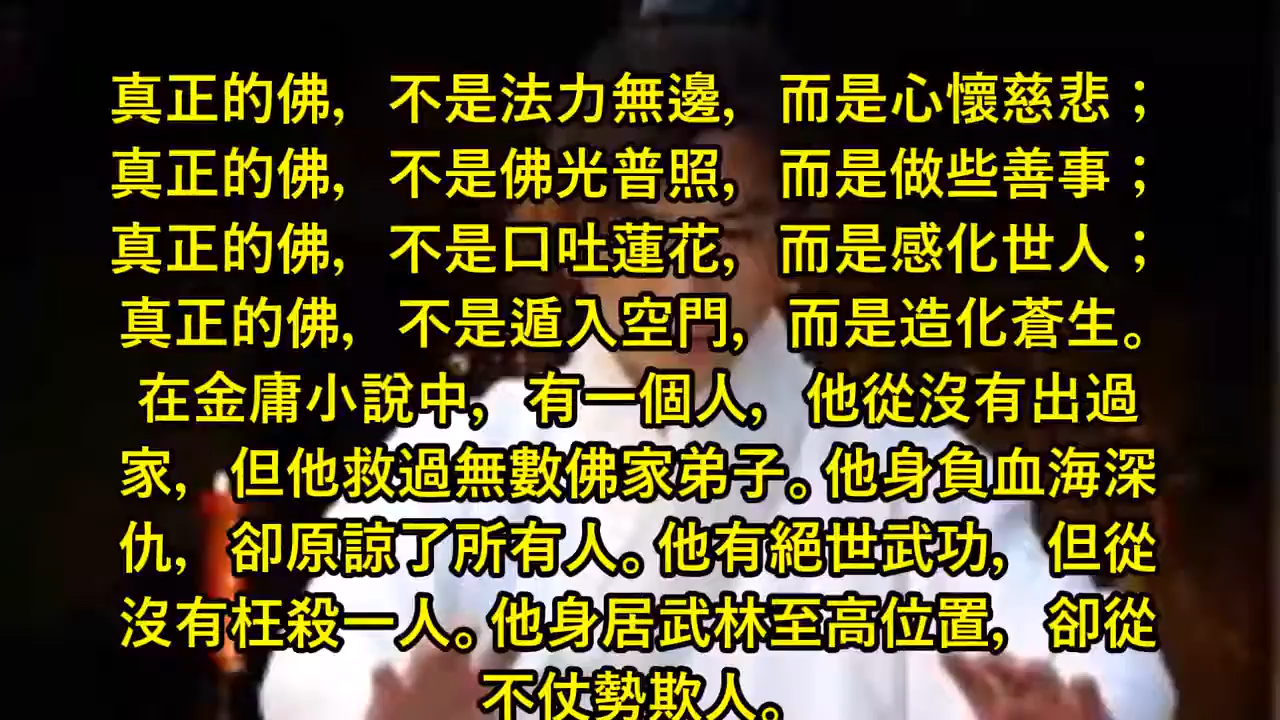 真正的佛，不是法力無邊，而是心懷慈悲；
真正的佛，不是佛光普照，而是做些善事；
真正的佛，不是口吐蓮花，而是感化世人；
真正的佛，不是遁入空門，而是造化蒼生。
在金庸小說中，有一個人，他從沒有出過
家，但他救過無數佛家弟子。他身負血海深
仇，卻原諒了所有人。他有絕世武功，但從
沒有枉殺一人。他身居武林至高位置，卻從
不仗勢欺人。